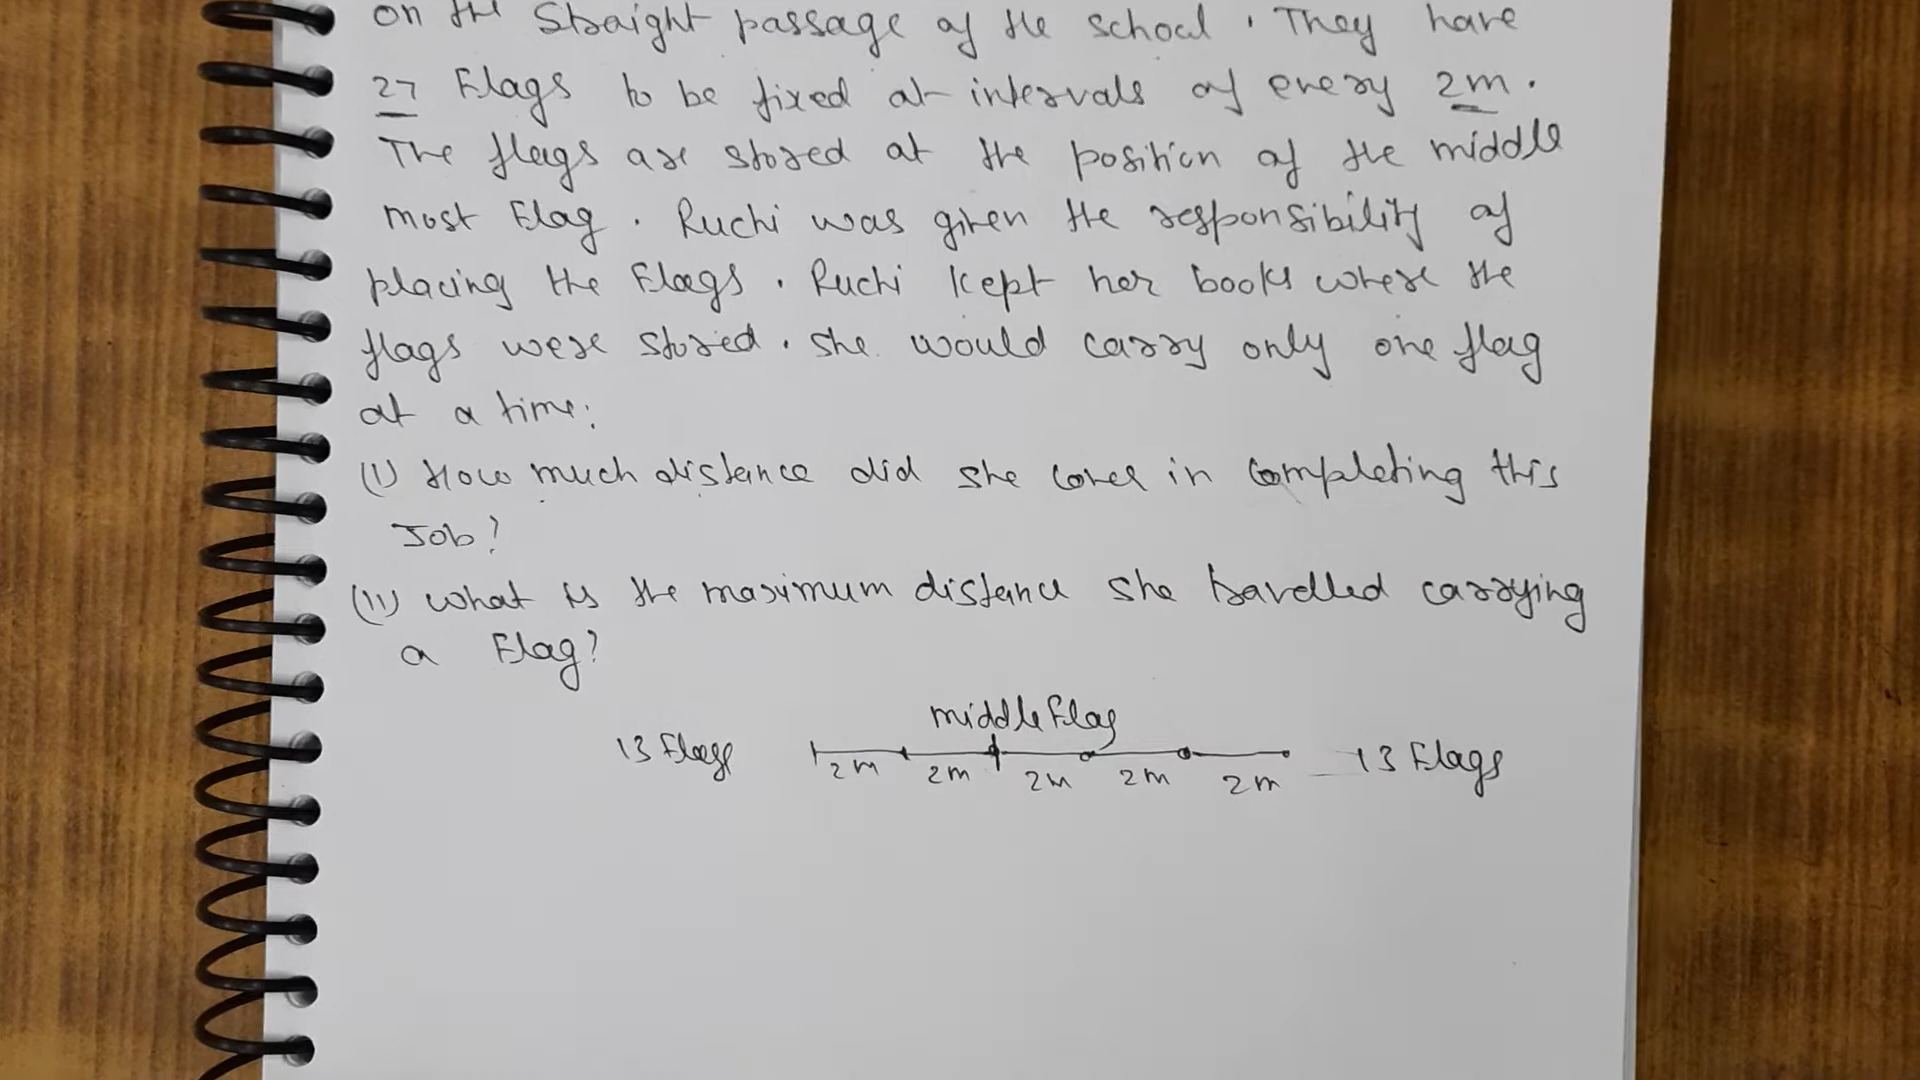 on the Straight passage of the school. They have
27 Flags to be fixed at intervals of every 2m.
The flags are stored at the position of the middle
most Flag. Ruchi was given the responsibility of
placing the Flags. Ruchi kept her books where the
flags were stored. She would carry only one flag
at a time:
(I) How much distance did she cover in completing this
Job?
(II) What is the maximum distance she travelled carrying
a Flag?
middle flag
13 Flags 2m 2m 2m 2m 2m 13 Flags